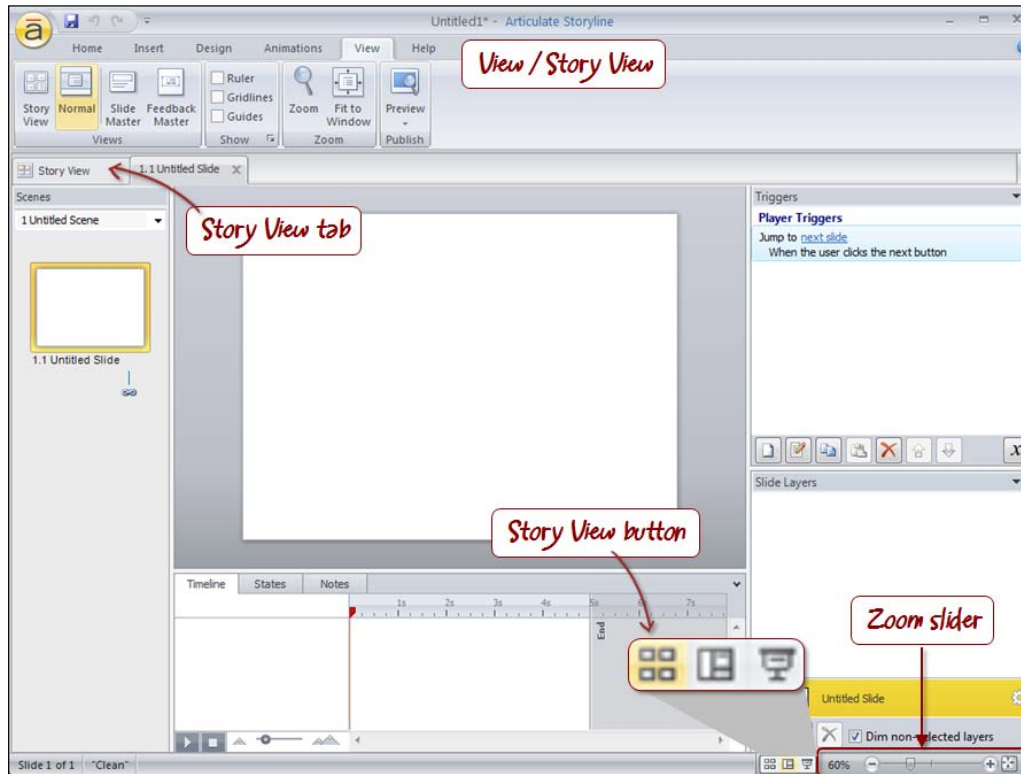 Untitled1* - Articulate Storyline
Home Insert Design Animations View Help
View / Story View
Story View
Normal
Slide Master
Feedback Master
Views
Ruler
Gridlines
Guides
Show
Zoom
Fit to Window
Zoom
Preview
Publish
Story View
1.1 Untitled Slide
Scenes
1 Untitled Scene
Story View tab
1.1 Untitled Slide
Triggers
Player Triggers
Jump to next slide
When the user clicks the next button
Slide Layers
Story View button
Timeline States Notes
1s 2s 3s 4s 5s 6s 7s
End
Zoom slider
Untitled Slide
Dim non-selected layers
Slide 1 of 1 "Clean"
60%